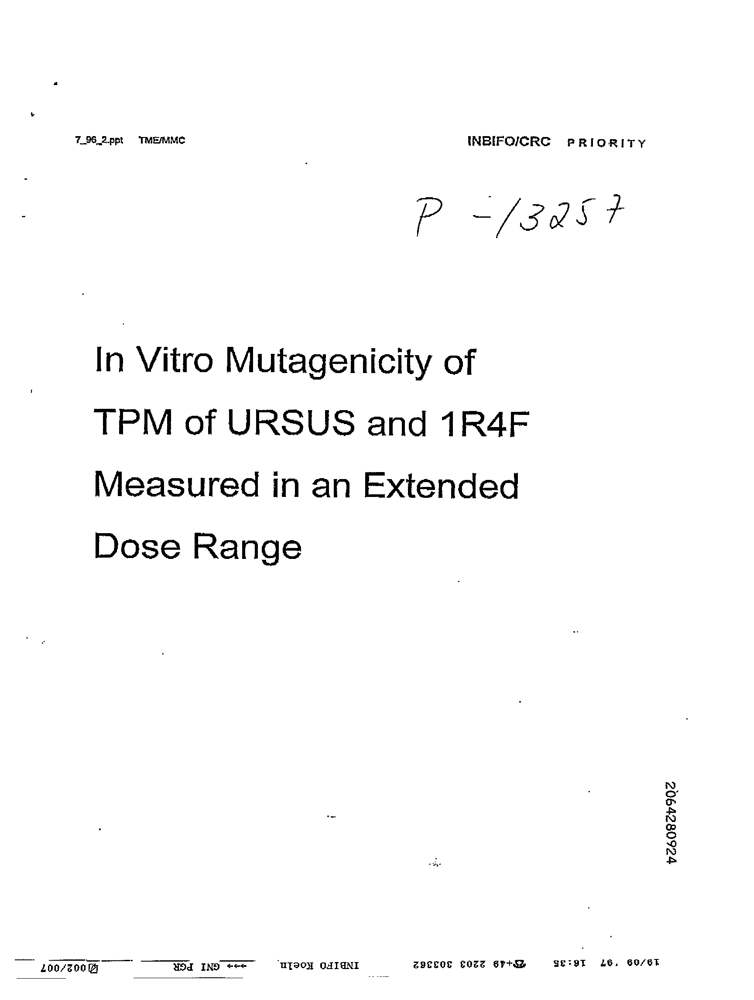 7_96_2.ppt TME/MMC INBIFO/CRC PRIORITY
P -13257
In Vitro Mutagenicity of
TPM of URSUS and 1R4F
Measured in an Extended
Dose Range
2064280924
19/09 '97 16:35 ☎+49 2203 303362 INBIFO Koeln →→→ GNI PGR 002/007